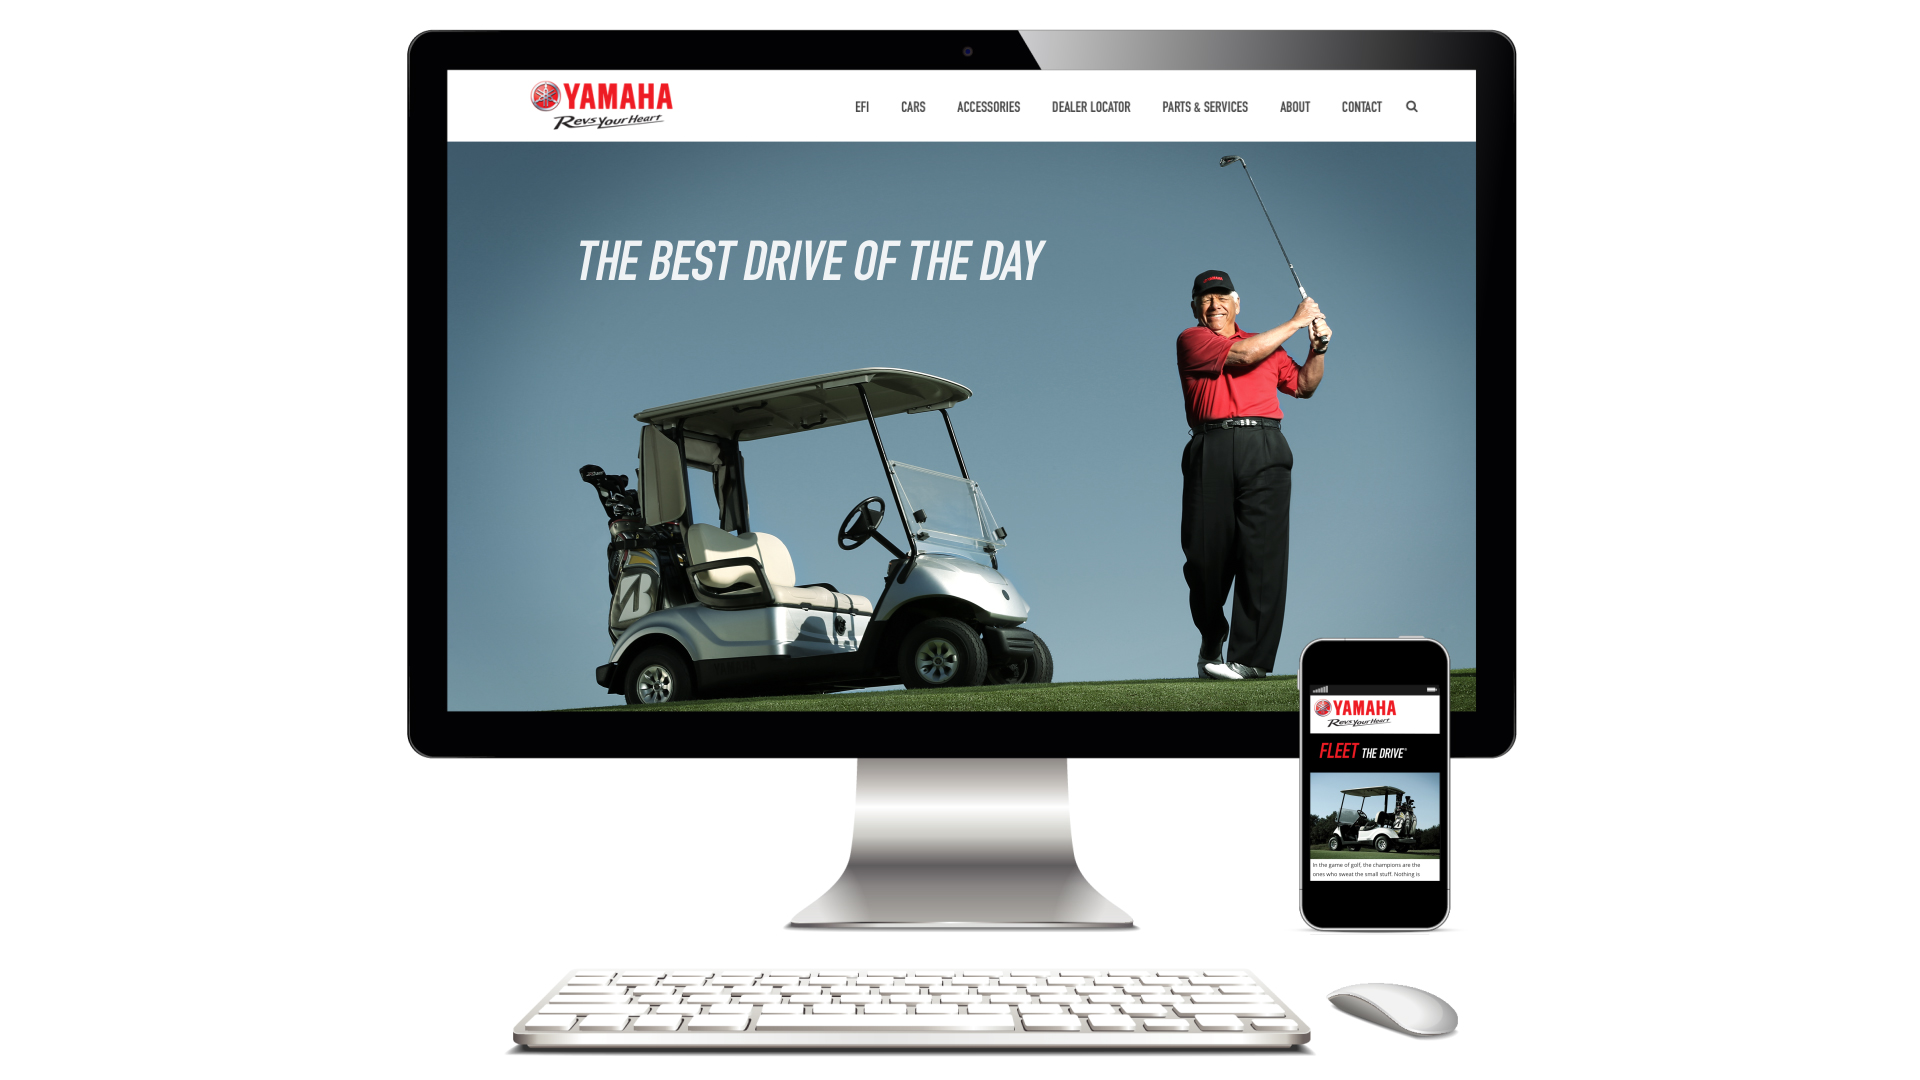 YAMAHA
Revs Your Heart
EFI CARS ACCESSORIES DEALER LOCATOR PARTS & SERVICES ABOUT CONTACT
THE BEST DRIVE OF THE DAY
B
YAMAHA
Revs Your Heart
FLEET THE DRIVE™
In the game of golf, the champions are the
ones who sweat the small stuff. Nothing is